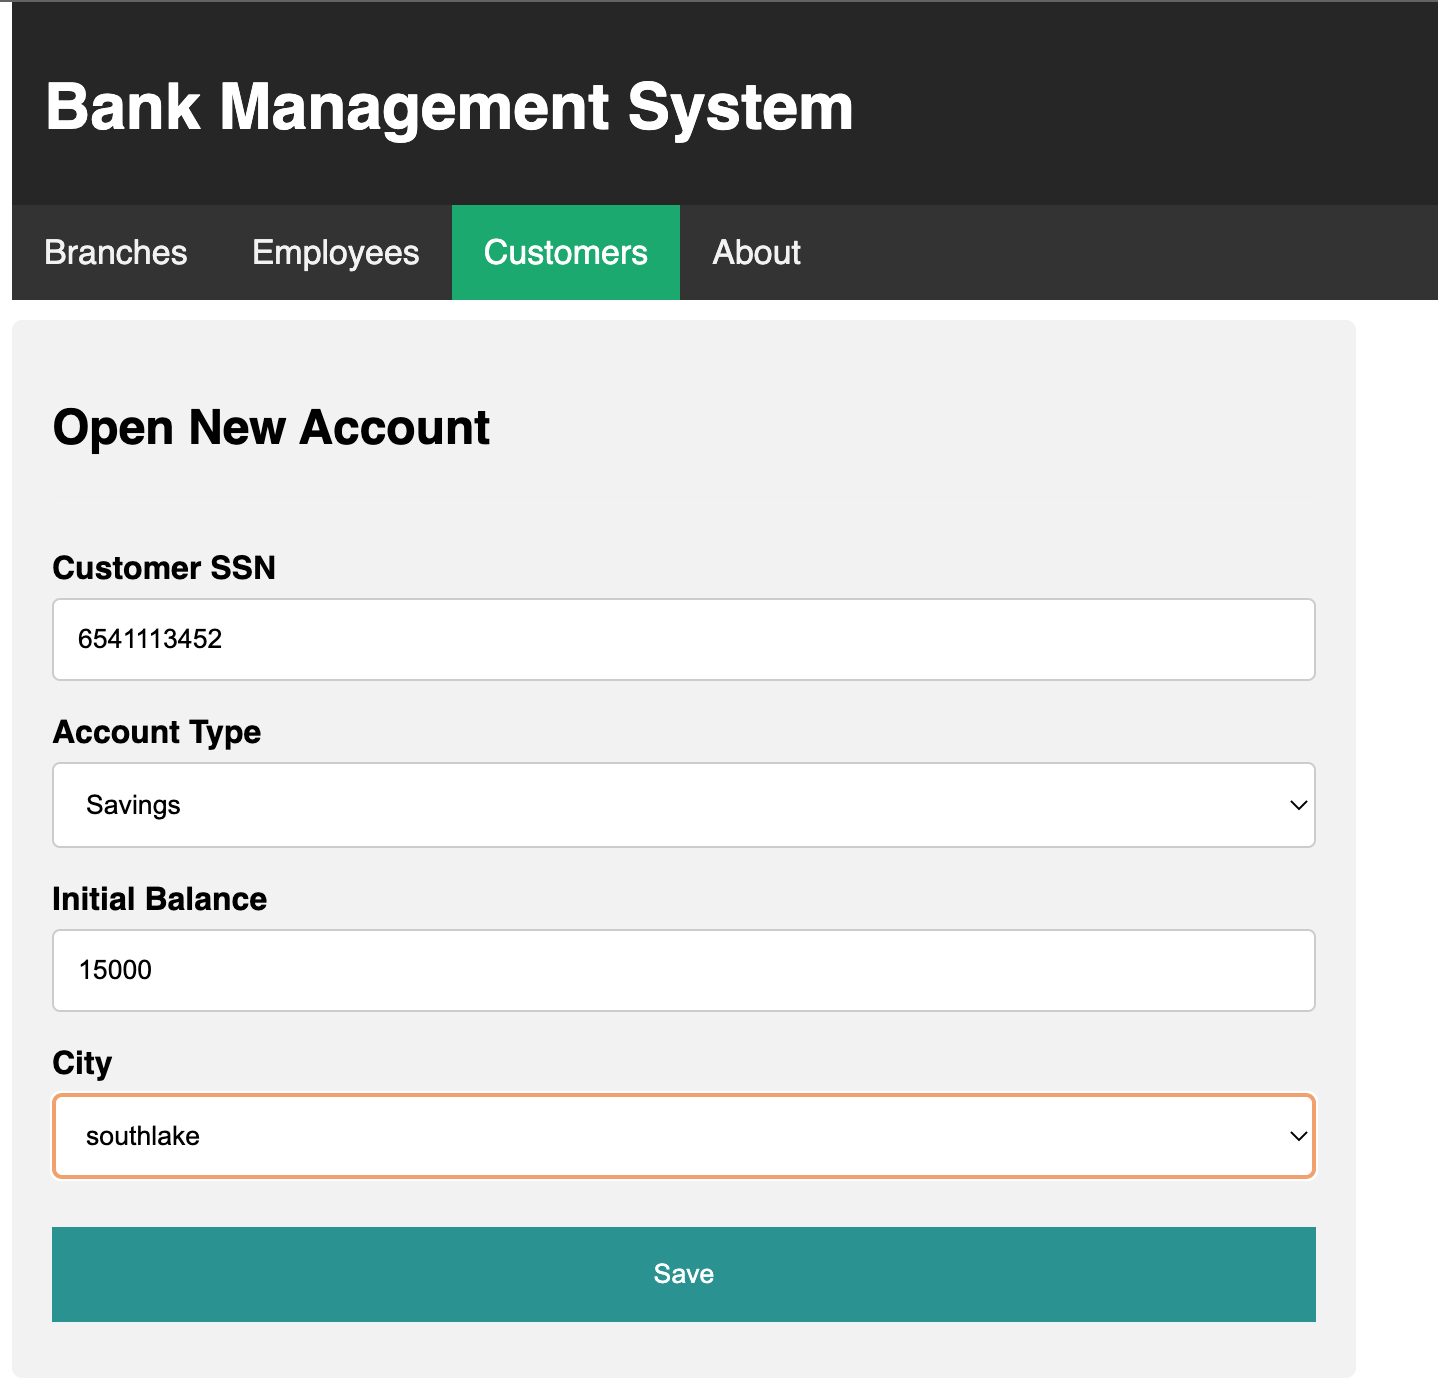 Bank Management System
Branches Employees Customers About
Open New Account
Customer SSN
6541113452
Account Type
Savings
Initial Balance
15000
City
southlake
Save